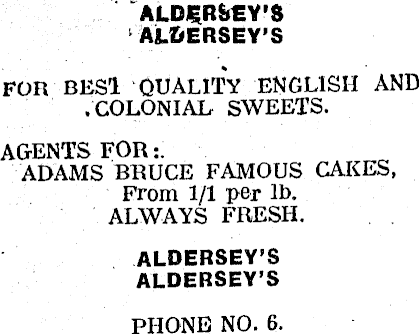 ALDERSEY'S
ALDERSEY'S
FOR BEST QUALITY ENGLISH AND
COLONIAL SWEETS.
AGENTS FOR:
ADAMS BRUCE FAMOUS CAKES,
From 1/1 per lb.
ALWAYS FRESH.
ALDERSEY'S
ALDERSEY'S
PHONE NO. 6.